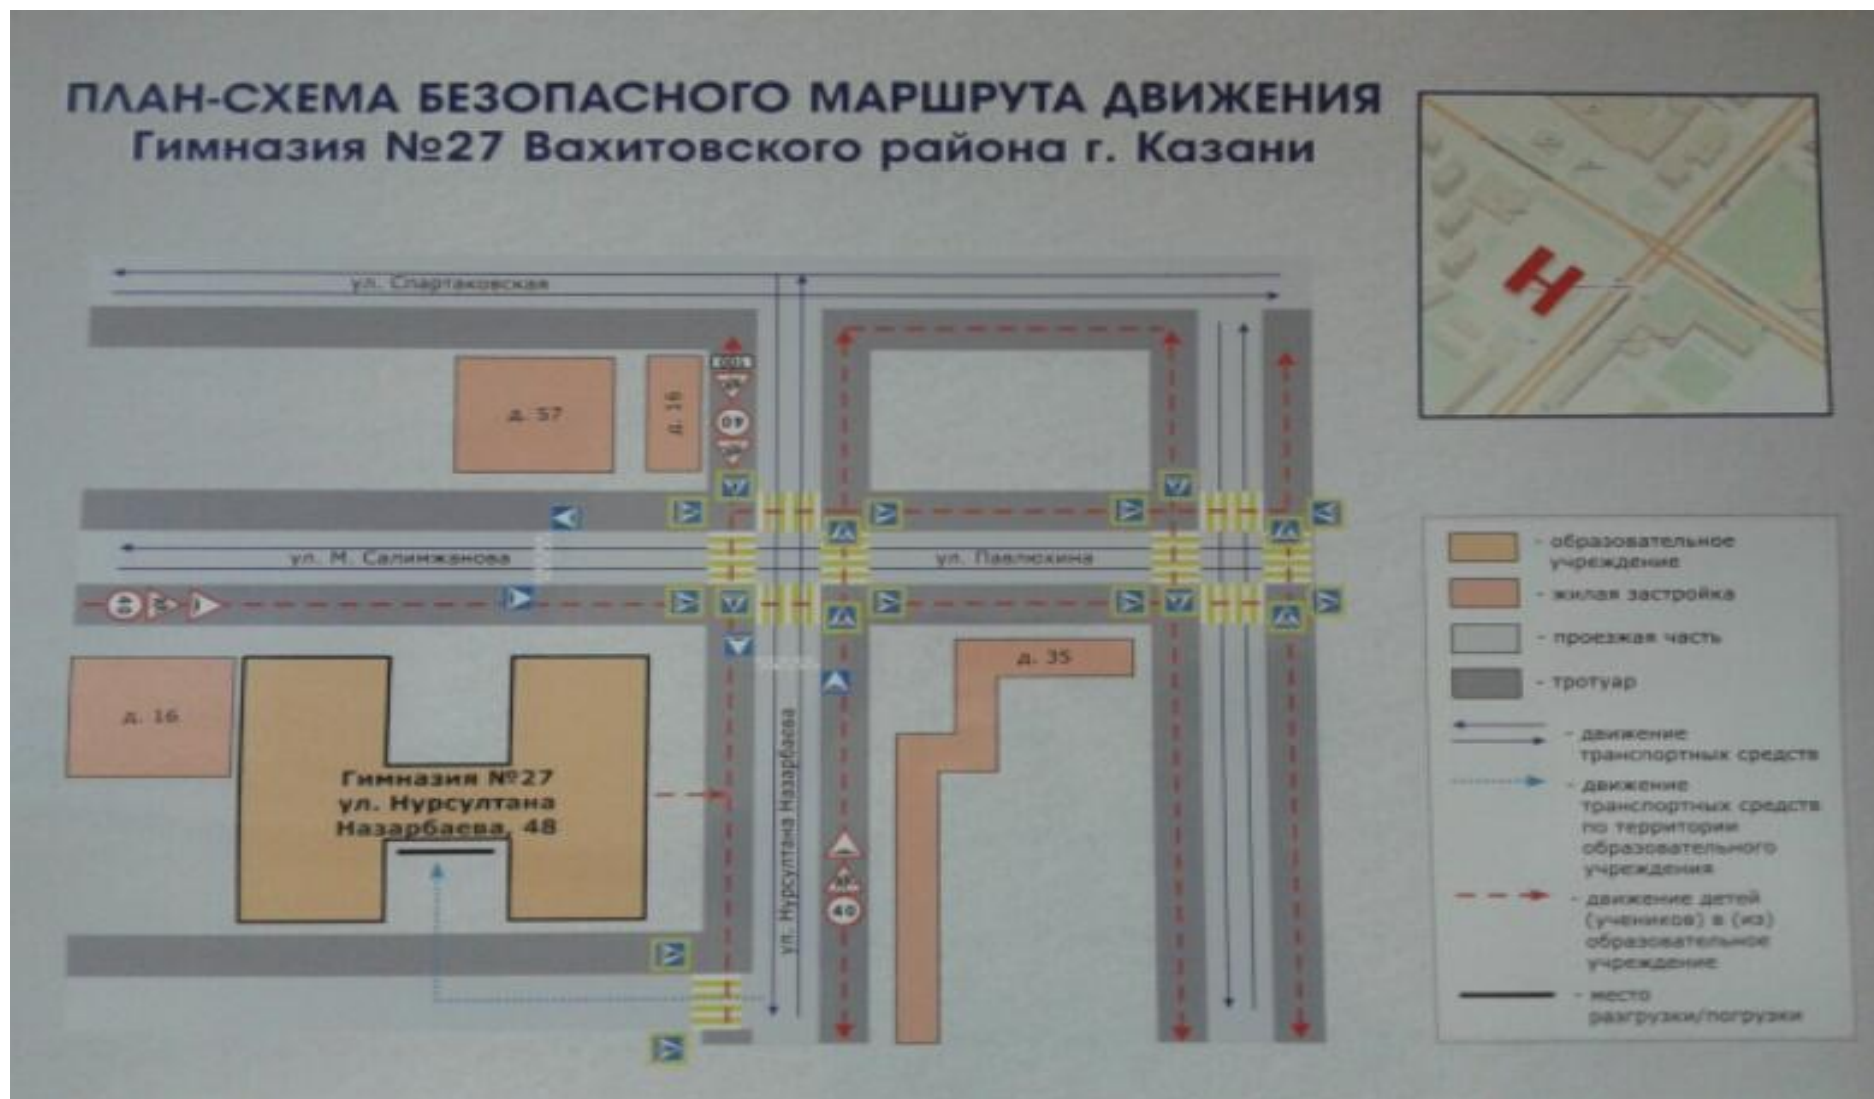 ПЛАН-СХЕМА БЕЗОПАСНОГО МАРШРУТА ДВИЖЕНИЯ
Гимназия №27 Вахитовского района г. Казани
ул. Спартаковская
д. 57
д. 16
40
ул. М. Салимжанова
ул. Павлюхина
40
д. 16
Гимназия №27
ул. Нурсултана
Назарбаева, 48
ул. Нурсултана Назарбаева
д. 35
40
- образовательное
учреждение
- жилая застройка
- проезжая часть
- тротуар
- движение
транспортных средств
- движение
транспортных средств
по территории
образовательного
учреждения
- движение детей
(учеников) в (из)
образовательное
учреждение
- место
разгрузки/погрузки